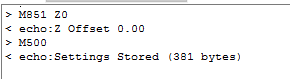 > M851 Z0
< echo:Z Offset 0.00
> M500
< echo:Settings Stored (381 bytes)